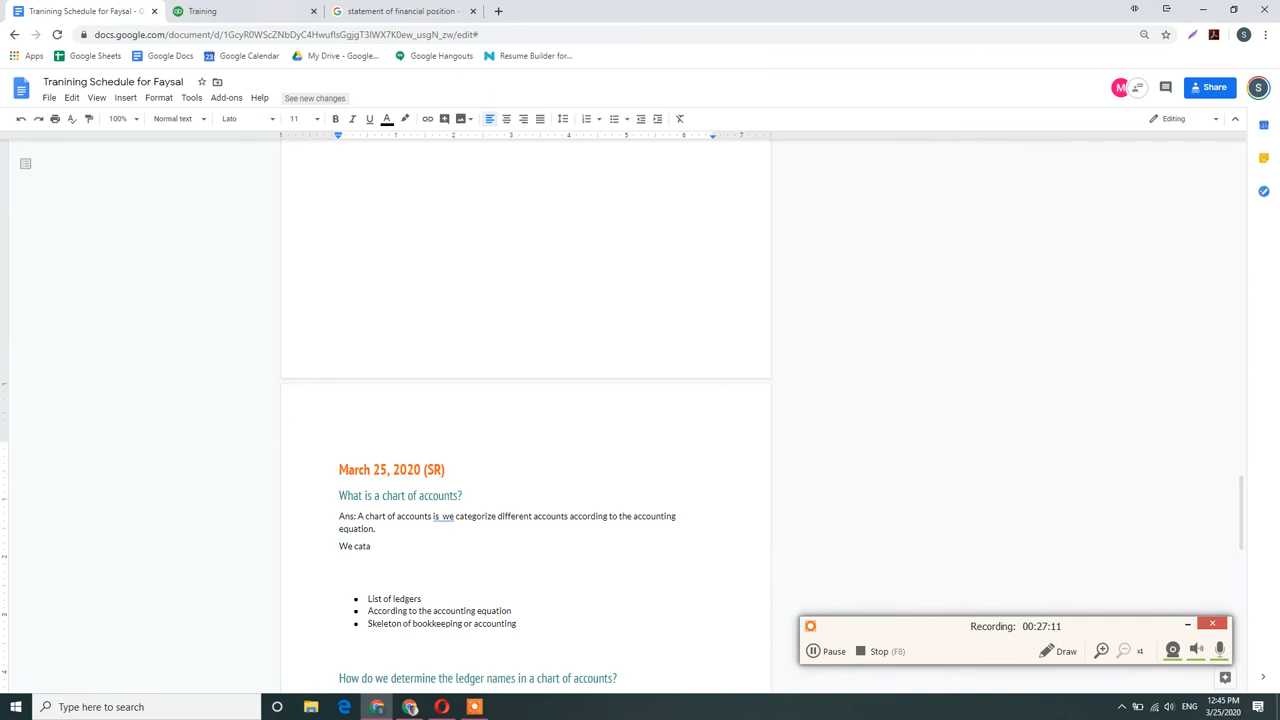 Tranining Schedule for Faysal - 
Training
statement of financial position -
docs.google.com/document/d/1GcyR0WScZNbDyC4HwufIsGgjgT3IWX7K0ew_usgN_zw/edit#
Apps Google Sheets Google Docs Google Calendar My Drive - Google... Google Hangouts Resume Builder for...
Tranining Schedule for Faysal
File Edit View Insert Format Tools Add-ons Help See new changes
Share
100% Normal text Lato 11 Editing
March 25, 2020 (SR)
What is a chart of accounts?
Ans: A chart of accounts is we categorize different accounts according to the accounting
equation.
We cata
List of ledgers
According to the accounting equation
Skeleton of bookkeeping or accounting
How do we determine the ledger names in a chart of accounts?
Recording: 00:27:11
Pause Stop (F8) Draw x1
Type here to search
ENG
12:45 PM
3/25/2020